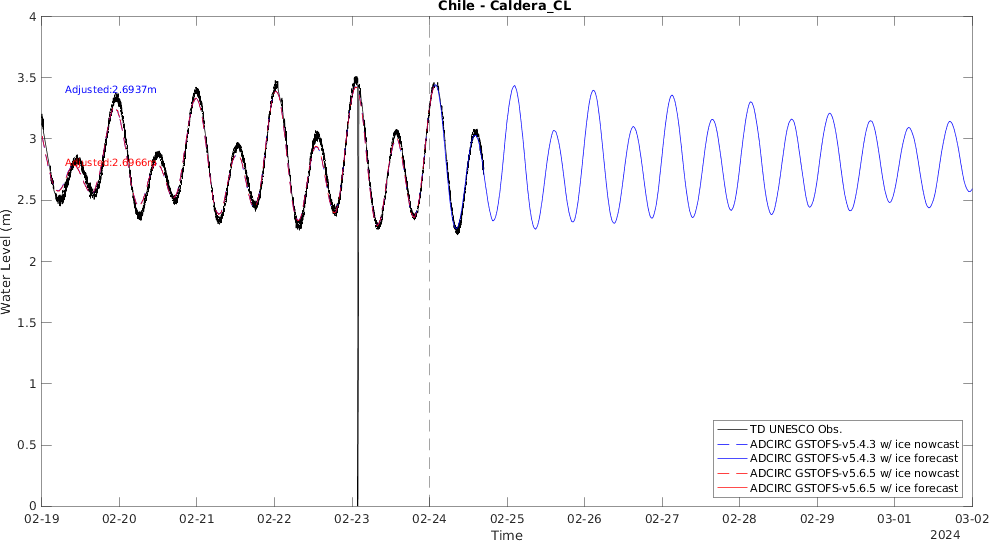 Chile - Caldera_CL
4
3.5
3
2.5
2
1.5
1
0.5
0
Water Level (m)
Adjusted:2.6937m
Adjusted:2.6966m
TD UNESCO Obs.
ADCIRC GSTOFS-v5.4.3 w/ ice nowcast
ADCIRC GSTOFS-v5.4.3 w/ ice forecast
ADCIRC GSTOFS-v5.6.5 w/ ice nowcast
ADCIRC GSTOFS-v5.6.5 w/ ice forecast
02-19 02-20 02-21 02-22 02-23 02-24 02-25 02-26 02-27 02-28 02-29 03-01 03-02
Time
2024